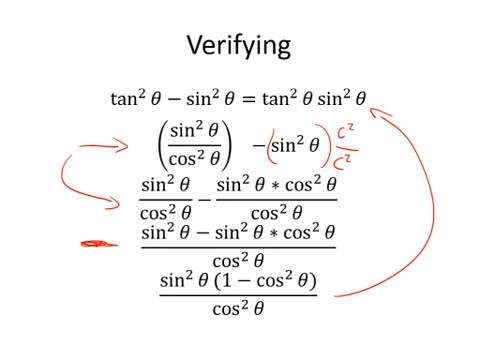 Verifying
tan² θ − sin² θ = tan² θ sin² θ
(sin² θ / cos² θ) −(sin² θ) c² / c²
sin² θ / cos² θ − sin² θ ∗ cos² θ / cos² θ
sin² θ − sin² θ ∗ cos² θ / cos² θ
sin² θ (1 − cos² θ) / cos² θ